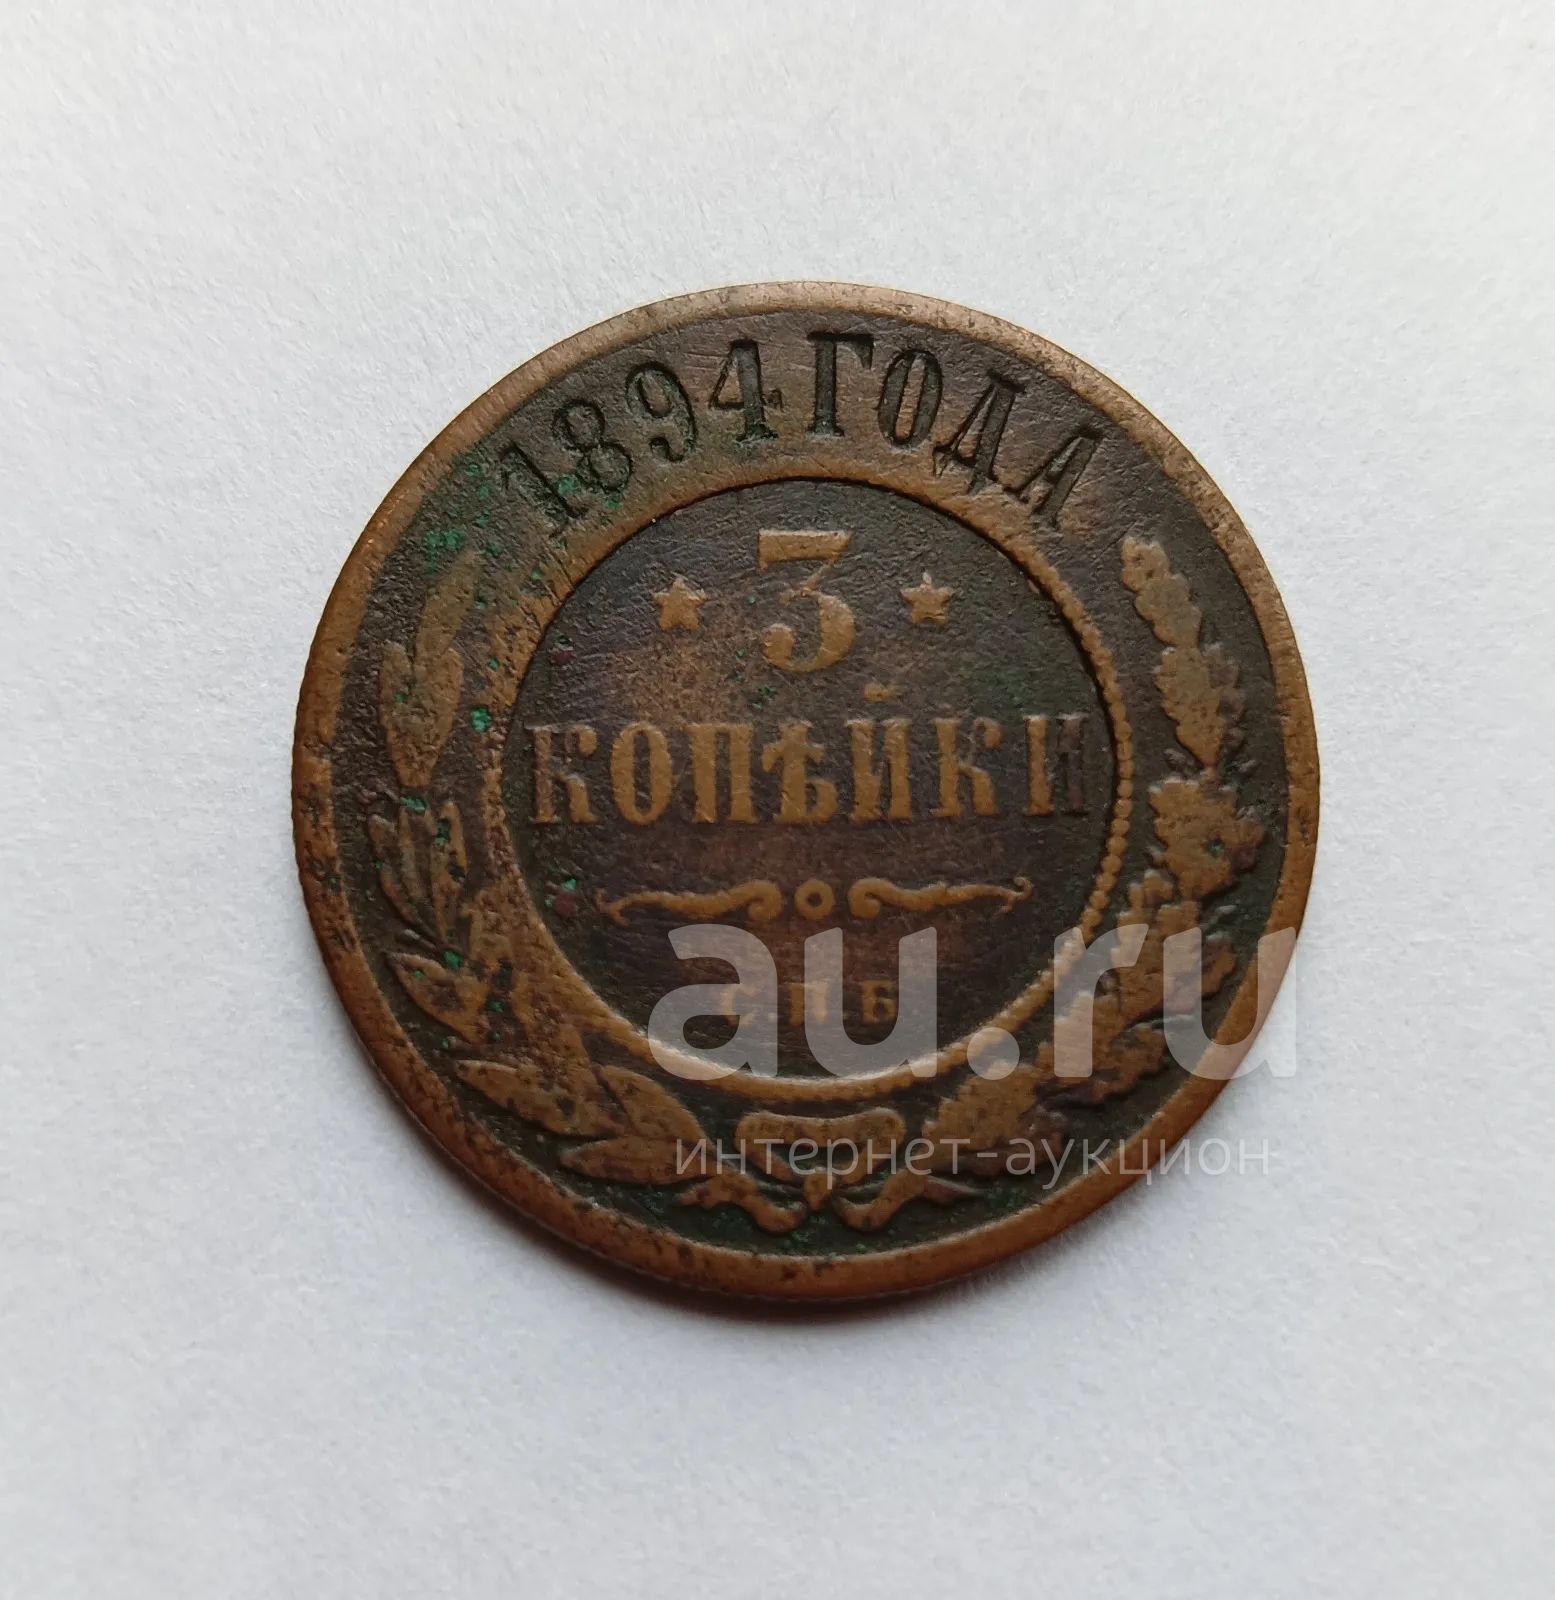 1894 ГОДА
3
КОПѢЙКИ
С.П.Б.
au.ru
интернет-аукцион